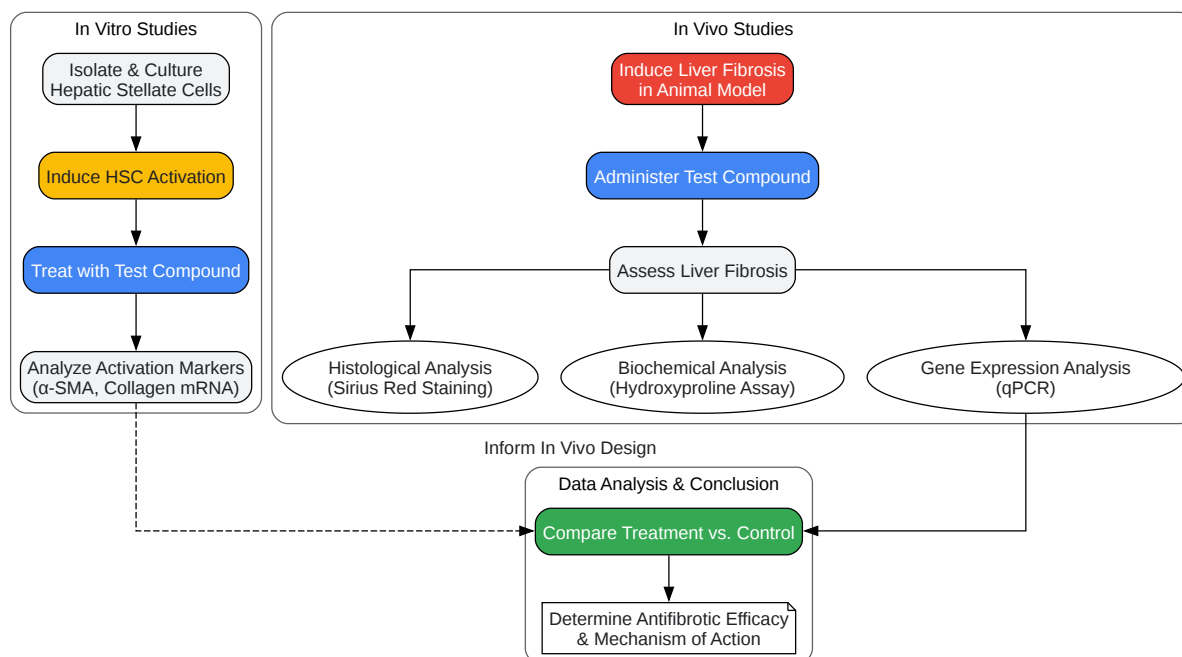 In Vitro Studies
Isolate & Culture
Hepatic Stellate Cells
Induce HSC Activation
Treat with Test Compound
Analyze Activation Markers
(α-SMA, Collagen mRNA)
In Vivo Studies
Induce Liver Fibrosis
in Animal Model
Administer Test Compound
Assess Liver Fibrosis
Histological Analysis
(Sirius Red Staining)
Biochemical Analysis
(Hydroxyproline Assay)
Gene Expression Analysis
(qPCR)
Inform In Vivo Design
Data Analysis & Conclusion
Compare Treatment vs. Control
Determine Antifibrotic Efficacy
& Mechanism of Action